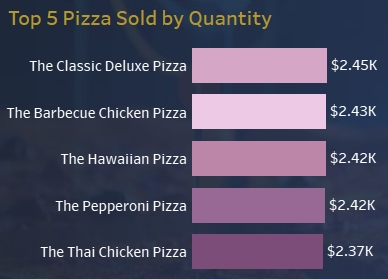 Top 5 Pizza Sold by Quantity
The Classic Deluxe Pizza $2.45K
The Barbecue Chicken Pizza $2.43K
The Hawaiian Pizza $2.42K
The Pepperoni Pizza $2.42K
The Thai Chicken Pizza $2.37K